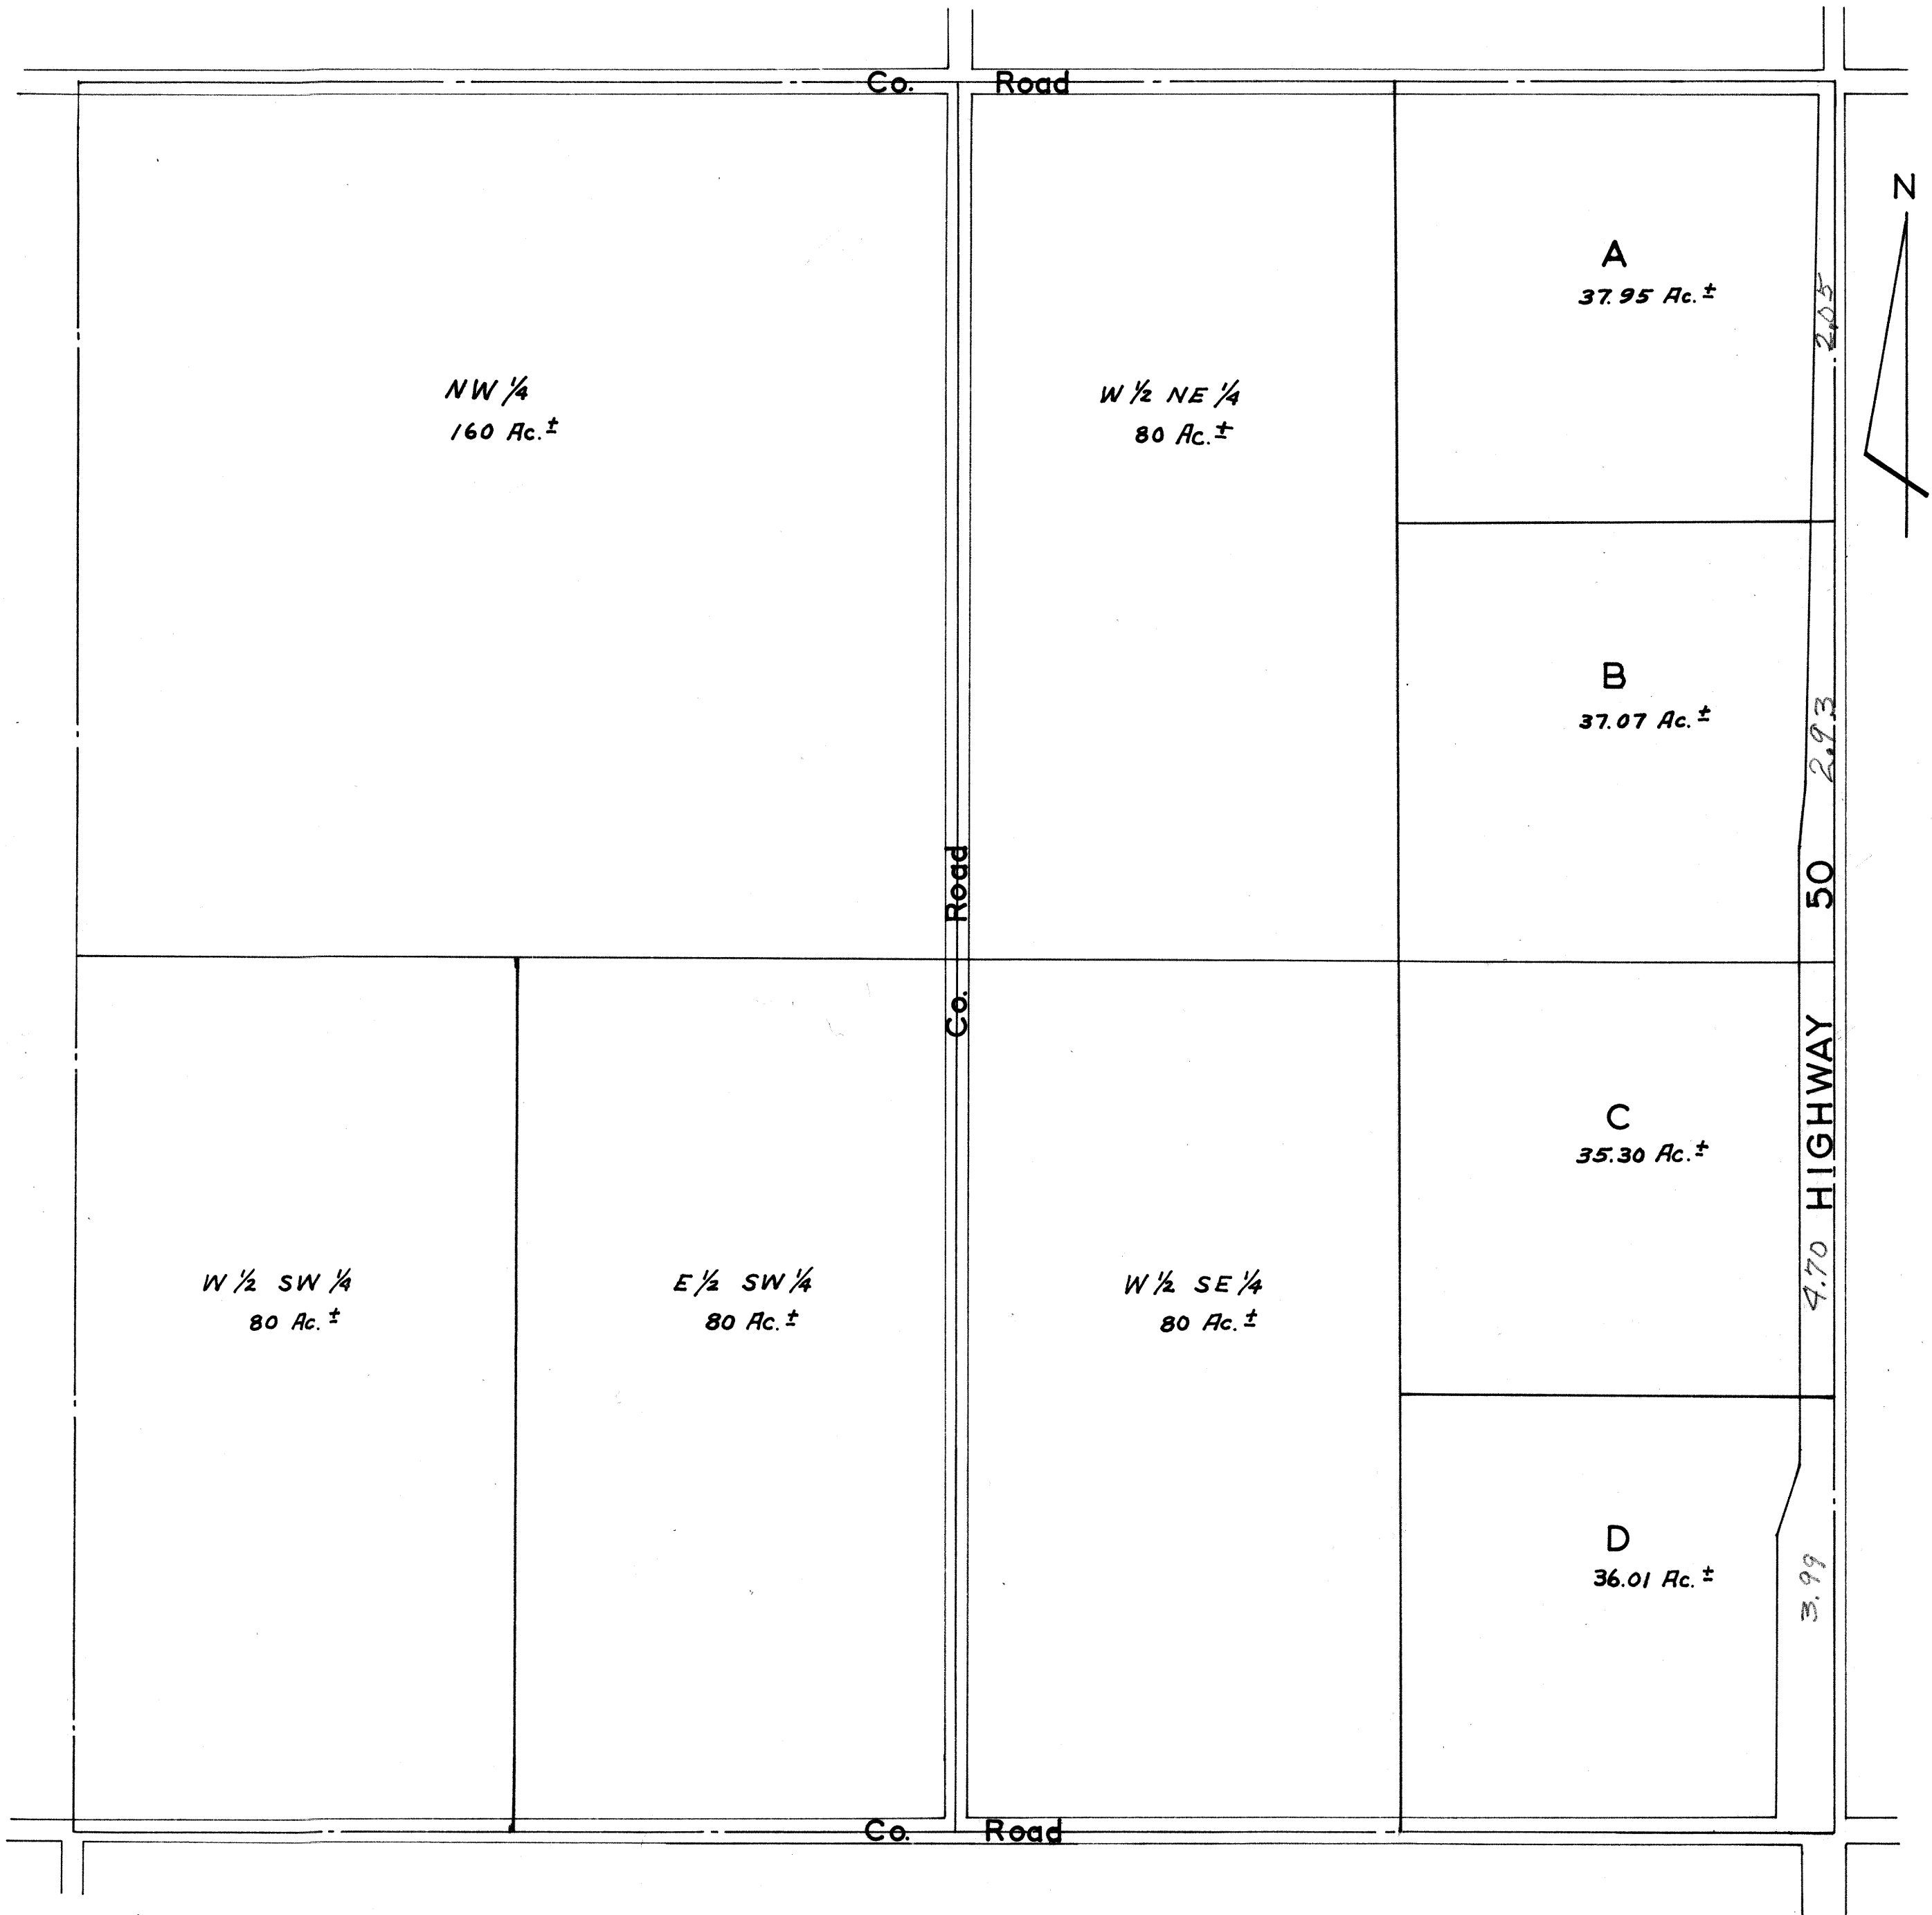 Co. Road
N
A
37.95 Ac.±
2.05
NW 1/4
160 Ac.±
W 1/2 NE 1/4
80 Ac.±
B
37.07 Ac.±
2.93
Co. Road
HIGHWAY 50
C
35.30 Ac.±
4.70
W 1/2 SW 1/4
80 Ac.±
E 1/2 SW 1/4
80 Ac.±
W 1/2 SE 1/4
80 Ac.±
D
36.01 Ac.±
3.99
Co. Road